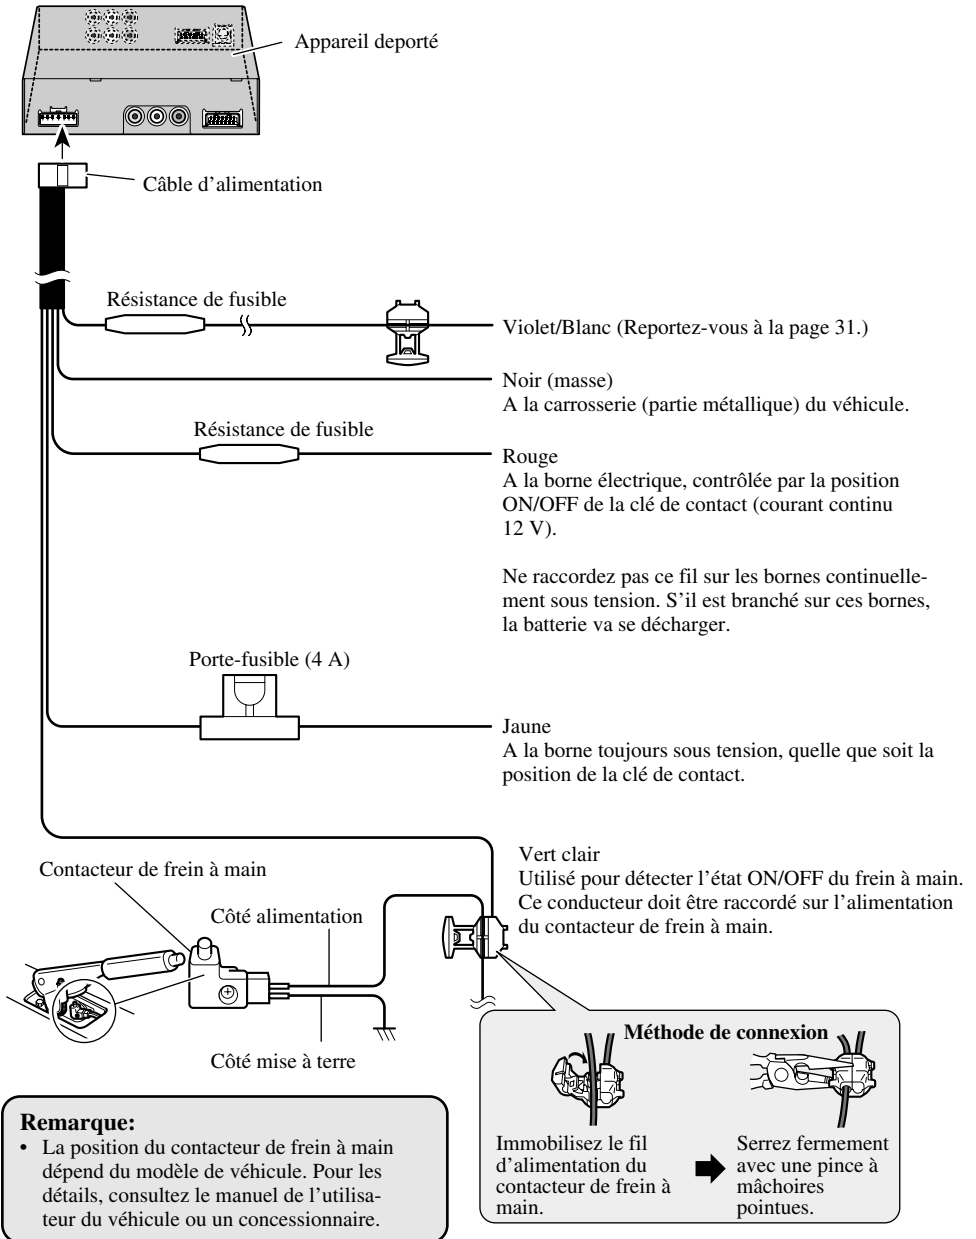 Appareil deporté
Câble d'alimentation
Résistance de fusible
Violet/Blanc (Reportez-vous à la page 31.)
Noir (masse)
A la carrosserie (partie métallique) du véhicule.
Résistance de fusible
Rouge
A la borne électrique, contrôlée par la position
ON/OFF de la clé de contact (courant continu
12 V).
Ne raccordez pas ce fil sur les bornes continuelle-
ment sous tension. S'il est branché sur ces bornes,
la batterie va se décharger.
Porte-fusible (4 A)
Jaune
A la borne toujours sous tension, quelle que soit la
position de la clé de contact.
Vert clair
Utilisé pour détecter l'état ON/OFF du frein à main.
Ce conducteur doit être raccordé sur l'alimentation
du contacteur de frein à main.
Contacteur de frein à main
Côté alimentation
Côté mise à terre
Méthode de connexion
Immobilisez le fil
d'alimentation du
contacteur de frein à
main.
Serrez fermement
avec une pince à
mâchoires
pointues.
Remarque:
• La position du contacteur de frein à main
dépend du modèle de véhicule. Pour les
détails, consultez le manuel de l'utilisa-
teur du véhicule ou un concessionnaire.